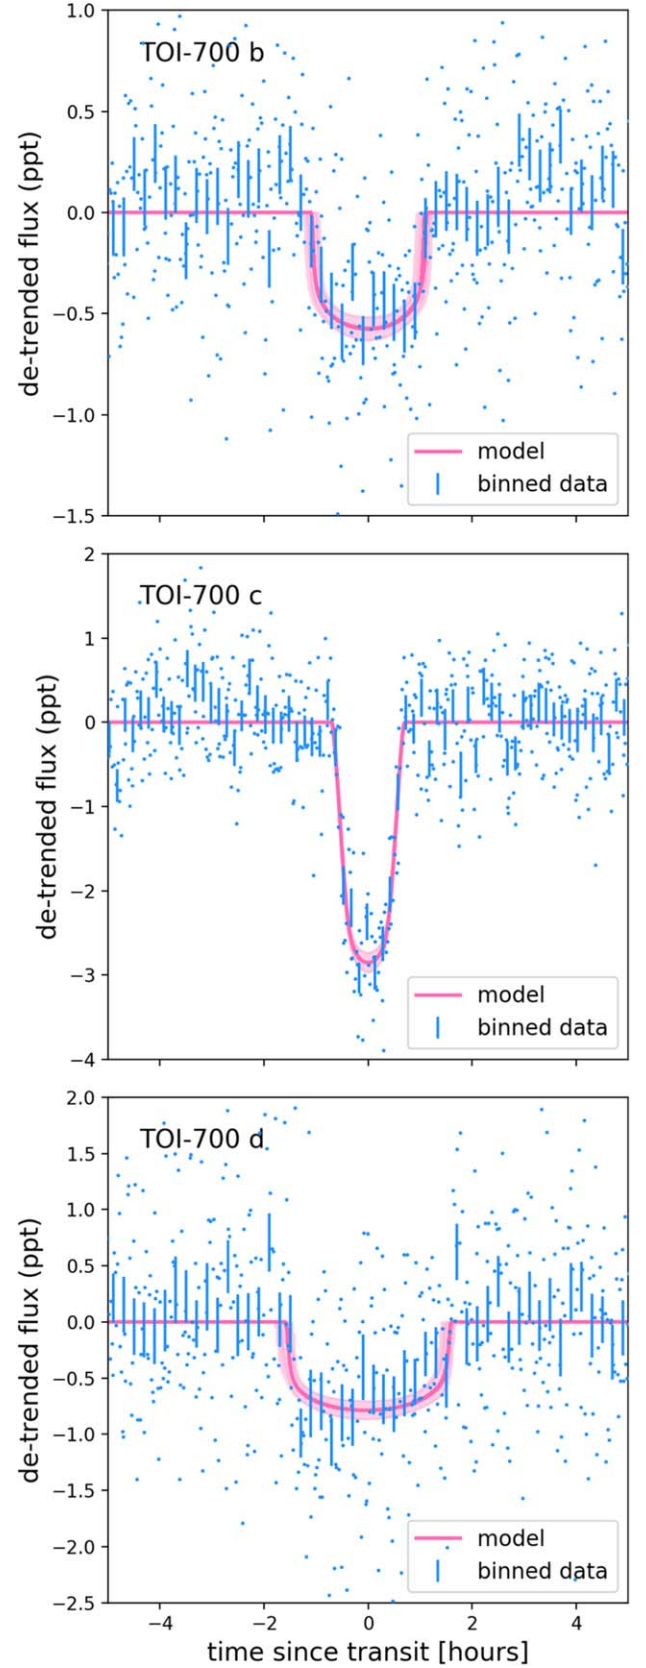 TOI-700 b
1.0
0.5
0.0
−0.5
−1.0
−1.5
de-trended flux (ppt)
model
binned data
TOI-700 c
2
1
0
−1
−2
−3
−4
de-trended flux (ppt)
model
binned data
TOI-700 d
2.0
1.5
1.0
0.5
0.0
−0.5
−1.0
−1.5
−2.0
−2.5
de-trended flux (ppt)
model
binned data
−4 −2 0 2 4
time since transit [hours]